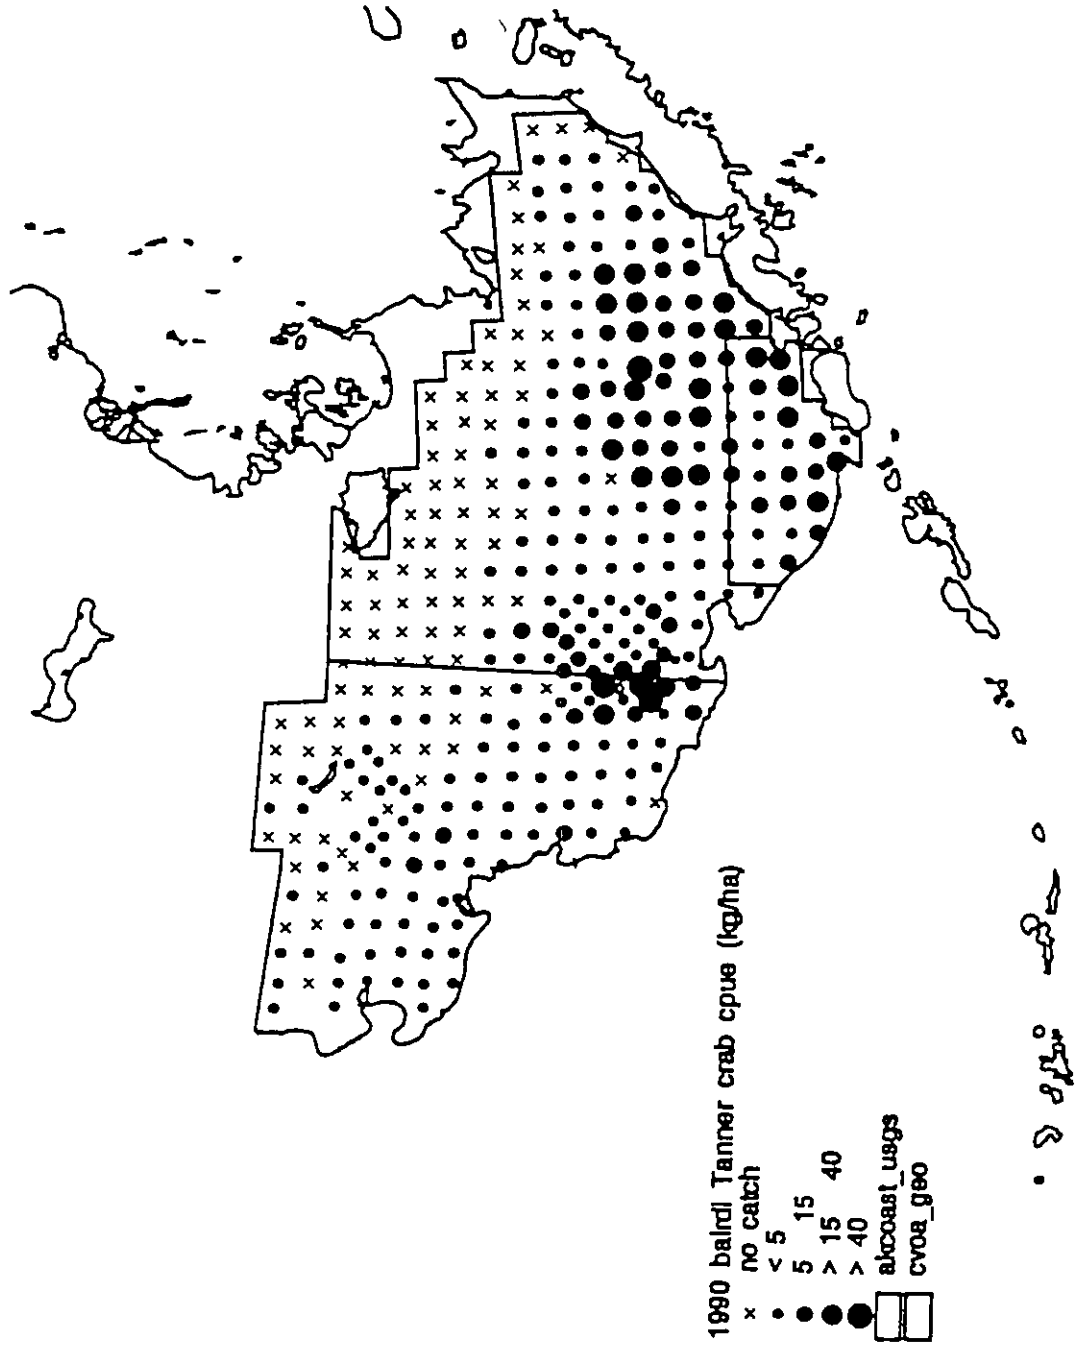 1990 bairdi Tanner crab cpue (kg/ha)
no catch
< 5
5 15
> 15 40
> 40
akcoast_usgs
cvoa_geo